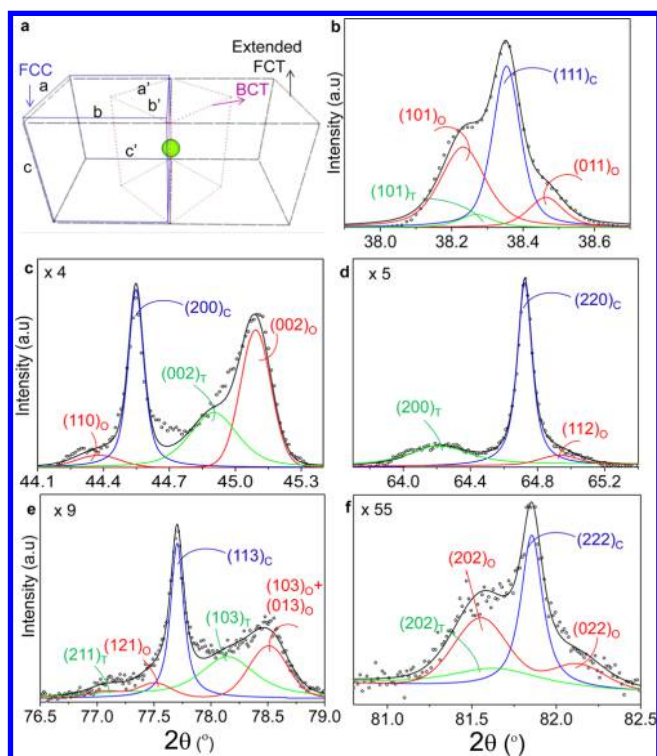 a
FCC
a
b
c
a'
b'
c'
BCT
Extended
FCT
b
Intensity (a.u)
(101)O
(101)T
(111)C
(011)O
38.0 38.2 38.4 38.6
c x 4
Intensity (a.u)
(110)O
(200)C
(002)T
(002)O
44.1 44.4 44.7 45.0 45.3
d x 5
(200)T
(220)C
(112)O
64.0 64.4 64.8 65.2
e x 9
Intensity (a.u)
(211)T
(121)O
(113)C
(103)T
(103)O+
(013)O
76.5 77.0 77.5 78.0 78.5 79.0
2θ (°)
f x 55
(202)T
(202)O
(222)C
(022)O
81.0 81.5 82.0 82.5
2θ (°)